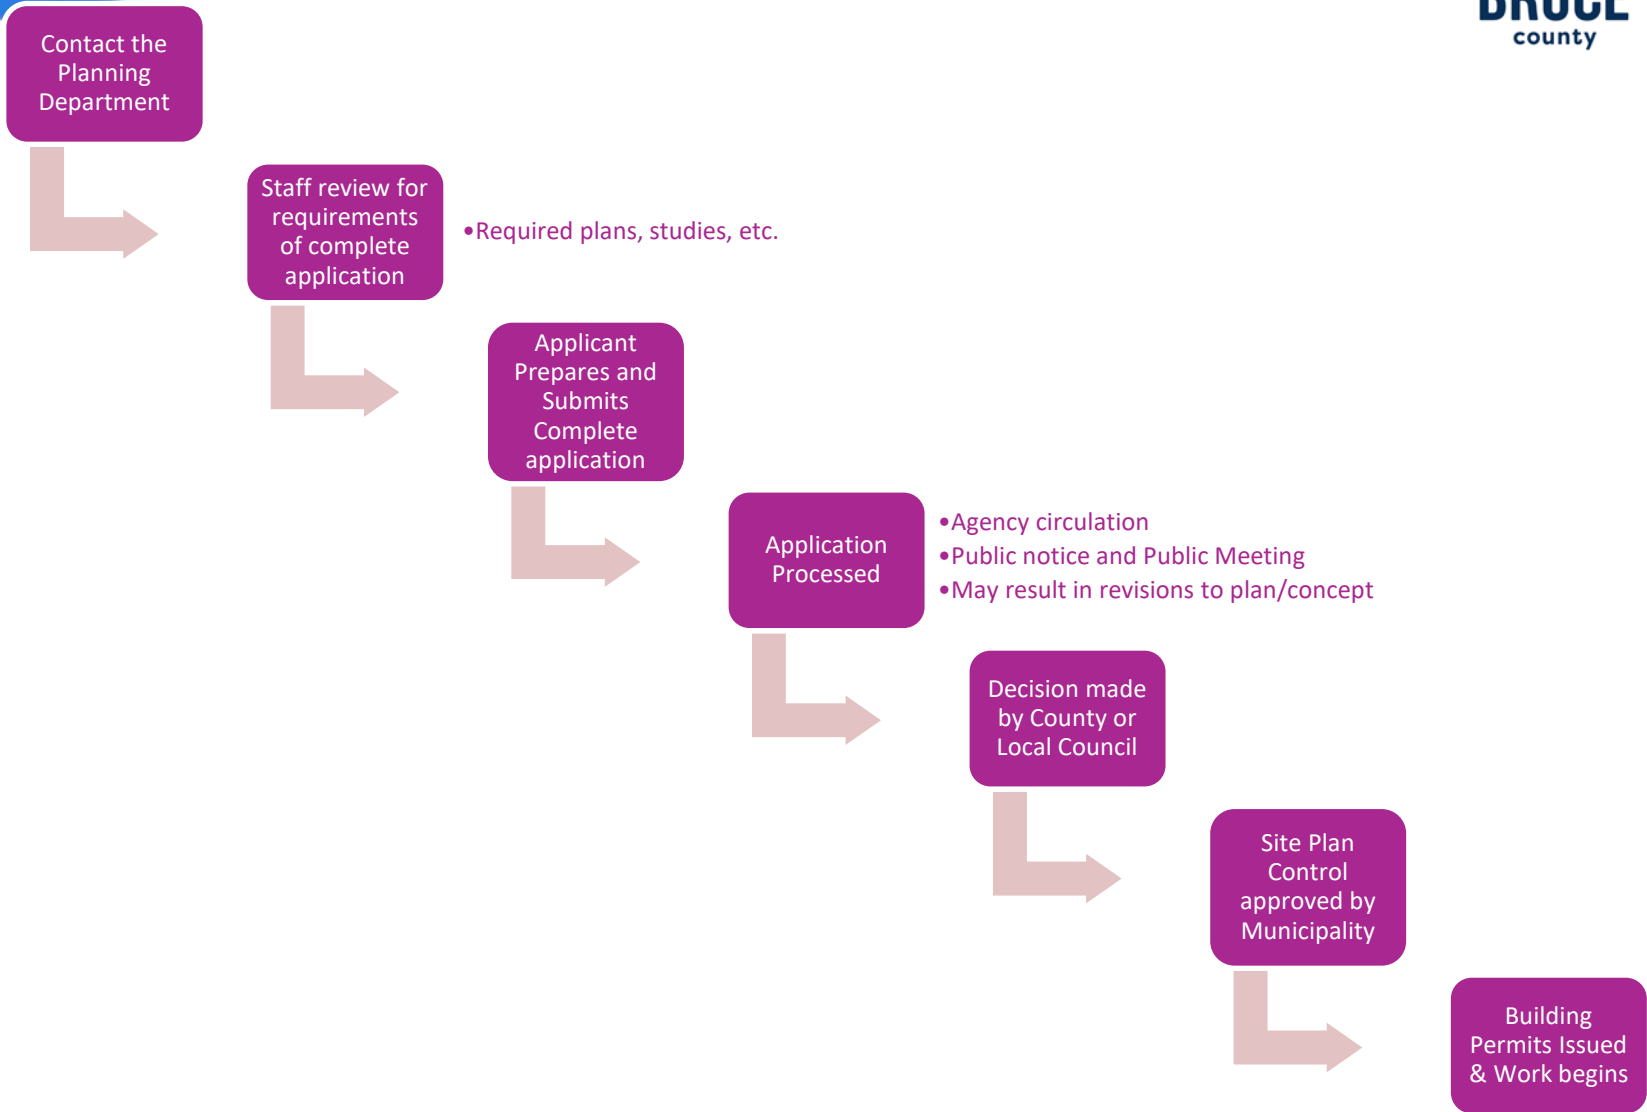 BRUCE
county
Contact the
Planning
Department
Staff review for
requirements
of complete
application
•Required plans, studies, etc.
Applicant
Prepares and
Submits
Complete
application
Application
Processed
•Agency circulation
•Public notice and Public Meeting
•May result in revisions to plan/concept
Decision made
by County or
Local Council
Site Plan
Control
approved by
Municipality
Building
Permits Issued
& Work begins